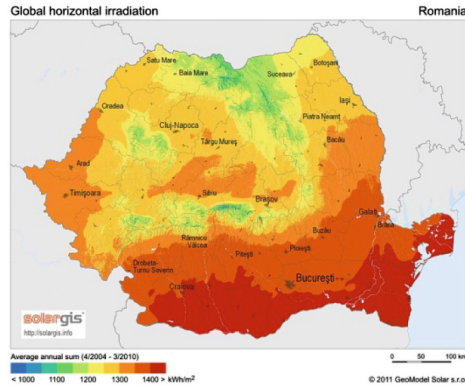 Global horizontal irradiation
Romania
Satu Mare
Baia Mare
Suceava
Botoșani
Oradea
Iași
Cluj-Napoca
Piatra Neamț
Târgu Mureș
Bacău
Arad
Timișoara
Sibiu
Brașov
Galați
Brăila
Râmnicu
Vâlcea
Buzău
Pitești
Ploiești
Drobeta-
Turnu Severin
București
Craiova
solargis
http://solargis.info
Average annual sum (4/2004 - 3/2010)
0 50 100 km
< 1000 1100 1200 1300 1400 > kWh/m²
© 2011 GeoModel Solar s.r.o.